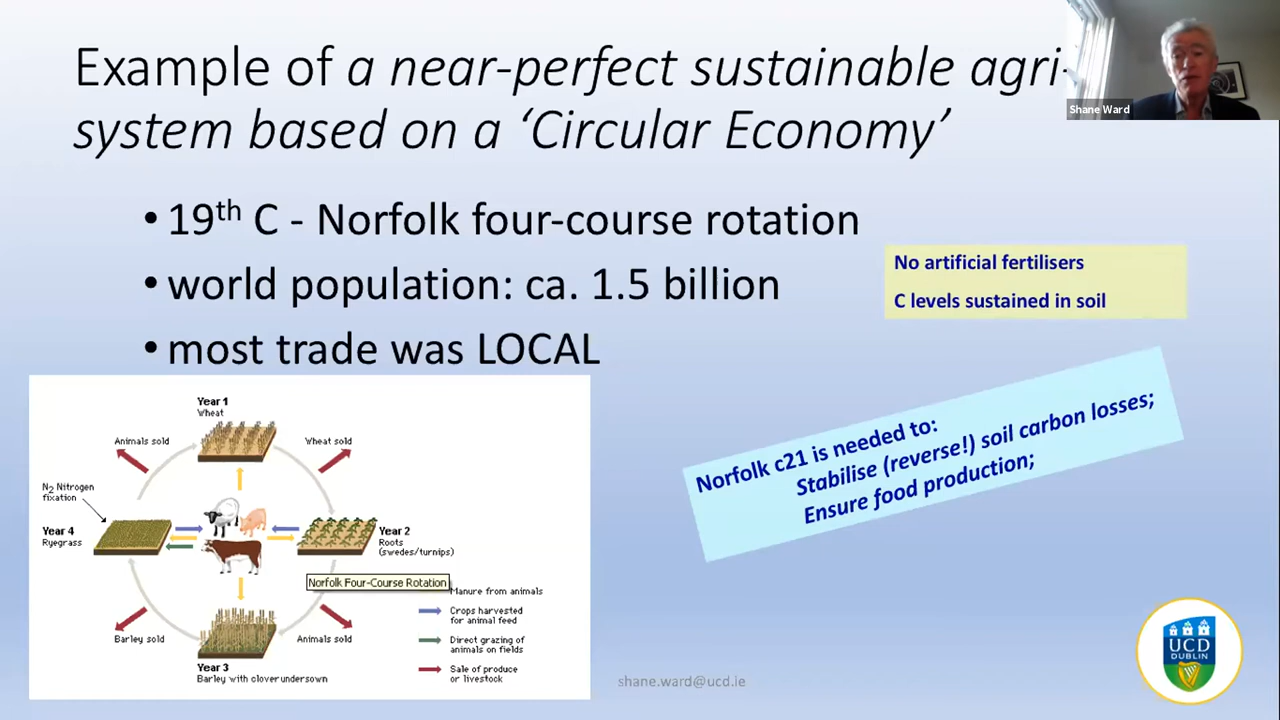 Example of a near-perfect sustainable agri-
system based on a ‘Circular Economy’
Shane Ward
• 19th C - Norfolk four-course rotation
• world population: ca. 1.5 billion
• most trade was LOCAL
No artificial fertilisers
C levels sustained in soil
Norfolk c21 is needed to:
Stabilise (reverse!) soil carbon losses;
Ensure food production;
Year 1
Wheat
Animals sold
Wheat sold
N2 Nitrogen
fixation
Year 4
Ryegrass
Year 2
Roots
(swedes/turnips)
Norfolk Four-Course Rotation
Manure from animals
Crops harvested
for animal feed
Barley sold
Animals sold
Direct grazing of
animals on fields
Year 3
Barley with clover undersown
Sale of produce
or livestock
shane.ward@ucd.ie
UCD
DUBLIN